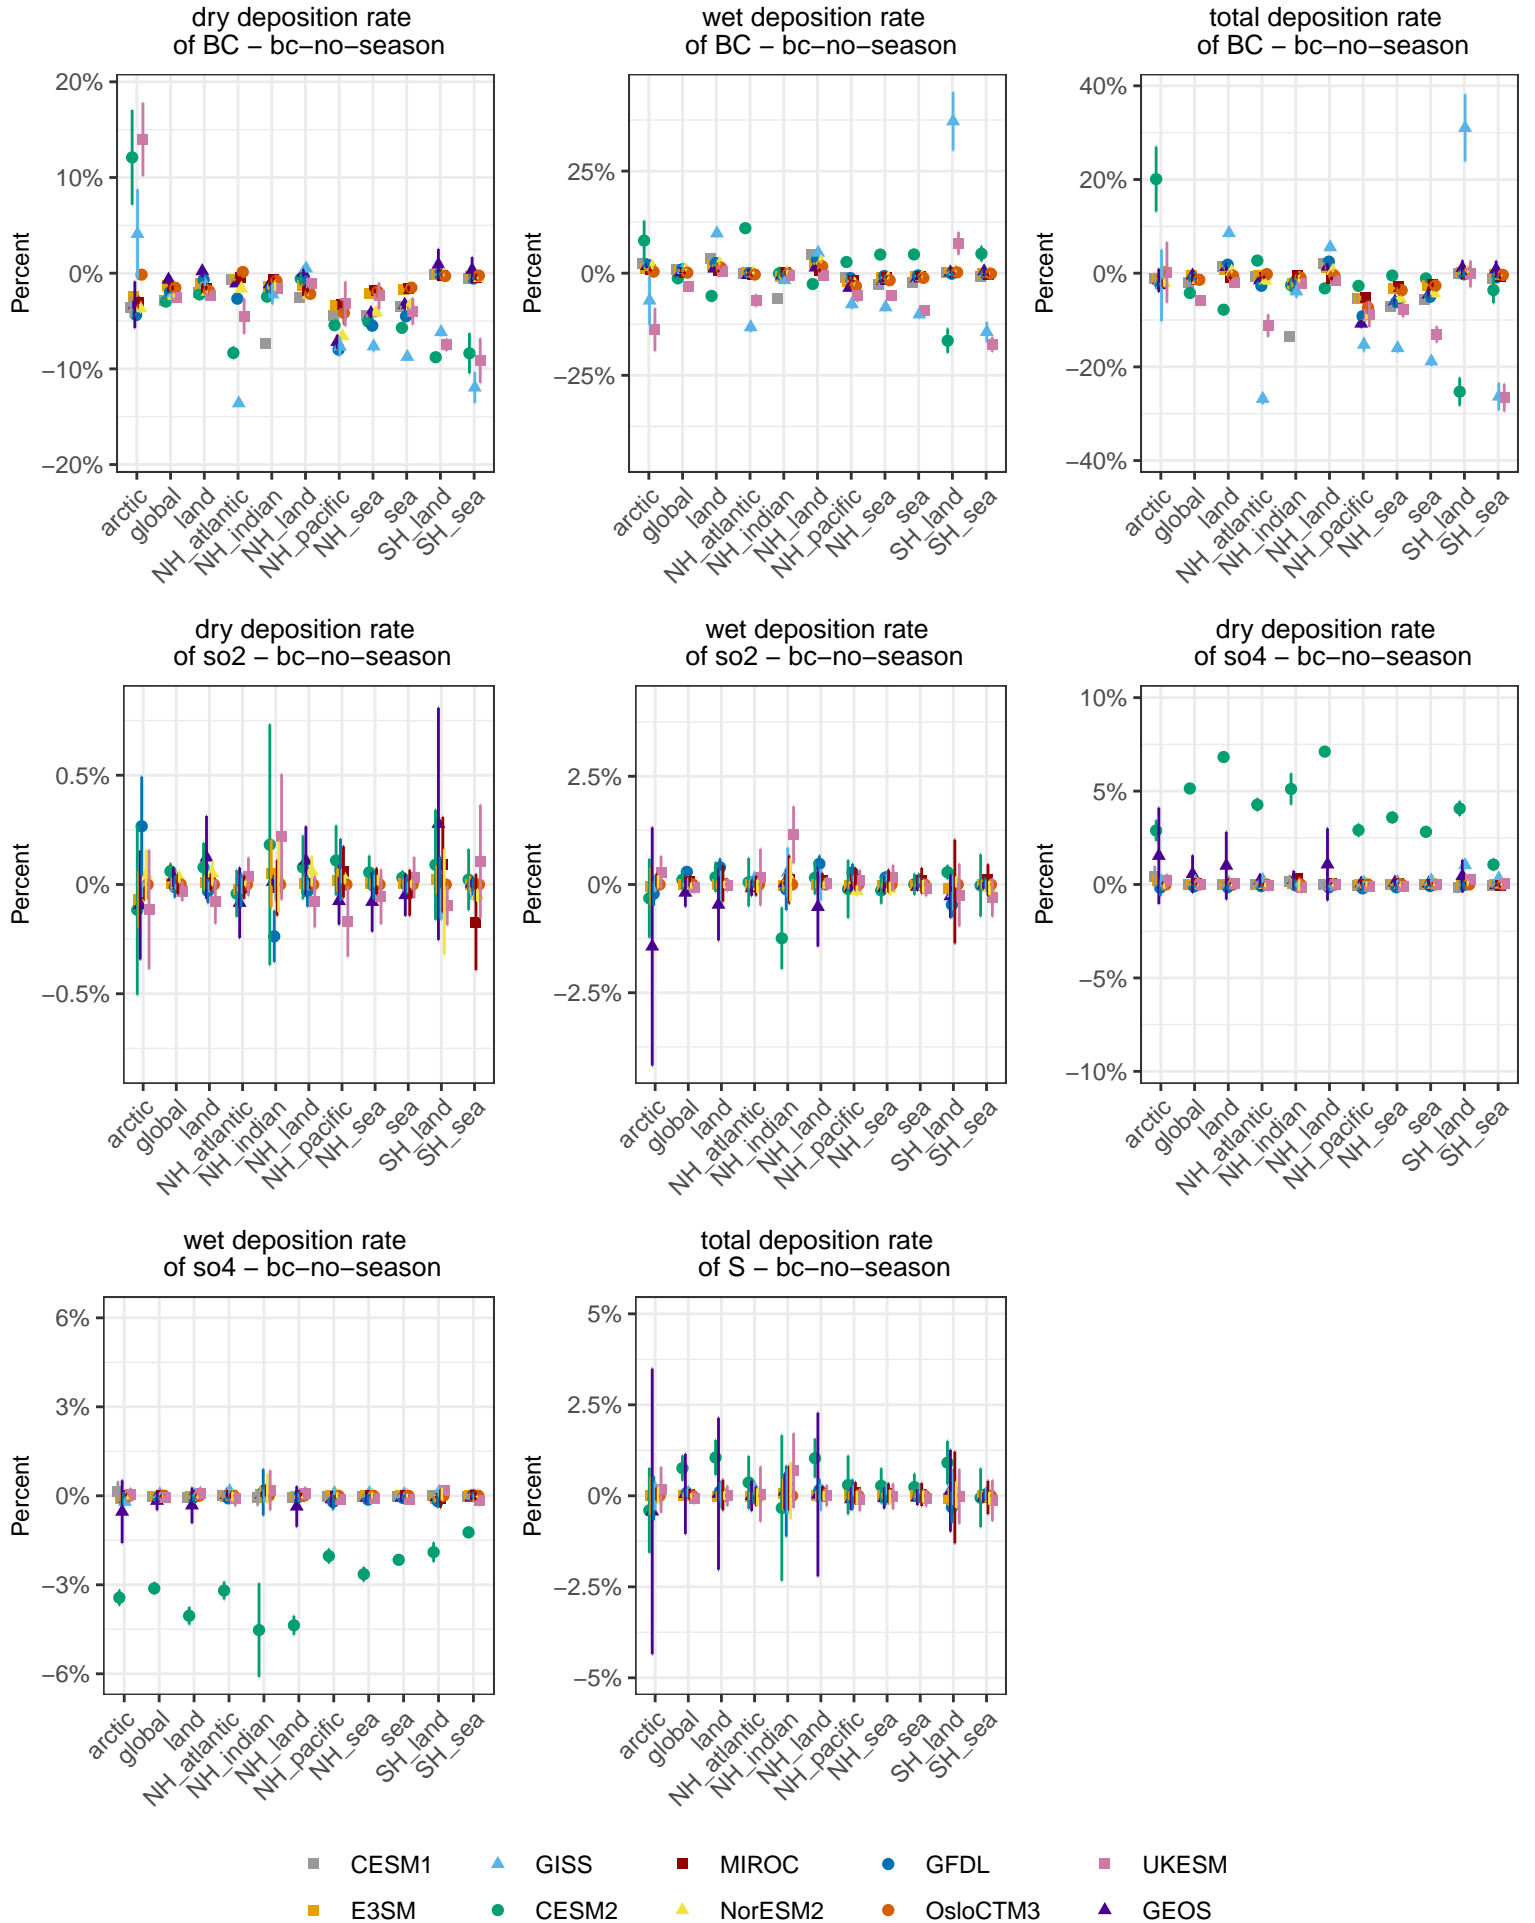 dry deposition rate
of BC − bc−no−season
20%
10%
0%
−10%
−20%
Percent
arctic
global
land
NH_atlantic
NH_indian
NH_land
NH_pacific
NH_sea
sea
SH_land
SH_sea
wet deposition rate
of BC − bc−no−season
25%
0%
−25%
Percent
arctic
global
land
NH_atlantic
NH_indian
NH_land
NH_pacific
NH_sea
sea
SH_land
SH_sea
total deposition rate
of BC − bc−no−season
40%
20%
0%
−20%
−40%
Percent
arctic
global
land
NH_atlantic
NH_indian
NH_land
NH_pacific
NH_sea
sea
SH_land
SH_sea
dry deposition rate
of so2 − bc−no−season
0.5%
0%
−0.5%
Percent
arctic
global
land
NH_atlantic
NH_indian
NH_land
NH_pacific
NH_sea
sea
SH_land
SH_sea
wet deposition rate
of so2 − bc−no−season
2.5%
0%
−2.5%
Percent
arctic
global
land
NH_atlantic
NH_indian
NH_land
NH_pacific
NH_sea
sea
SH_land
SH_sea
dry deposition rate
of so4 − bc−no−season
10%
5%
0%
−5%
−10%
Percent
arctic
global
land
NH_atlantic
NH_indian
NH_land
NH_pacific
NH_sea
sea
SH_land
SH_sea
wet deposition rate
of so4 − bc−no−season
6%
3%
0%
−3%
−6%
Percent
arctic
global
land
NH_atlantic
NH_indian
NH_land
NH_pacific
NH_sea
sea
SH_land
SH_sea
total deposition rate
of S − bc−no−season
5%
2.5%
0%
−2.5%
−5%
Percent
arctic
global
land
NH_atlantic
NH_indian
NH_land
NH_pacific
NH_sea
sea
SH_land
SH_sea
CESM1 GISS MIROC GFDL UKESM
E3SM CESM2 NorESM2 OsloCTM3 GEOS